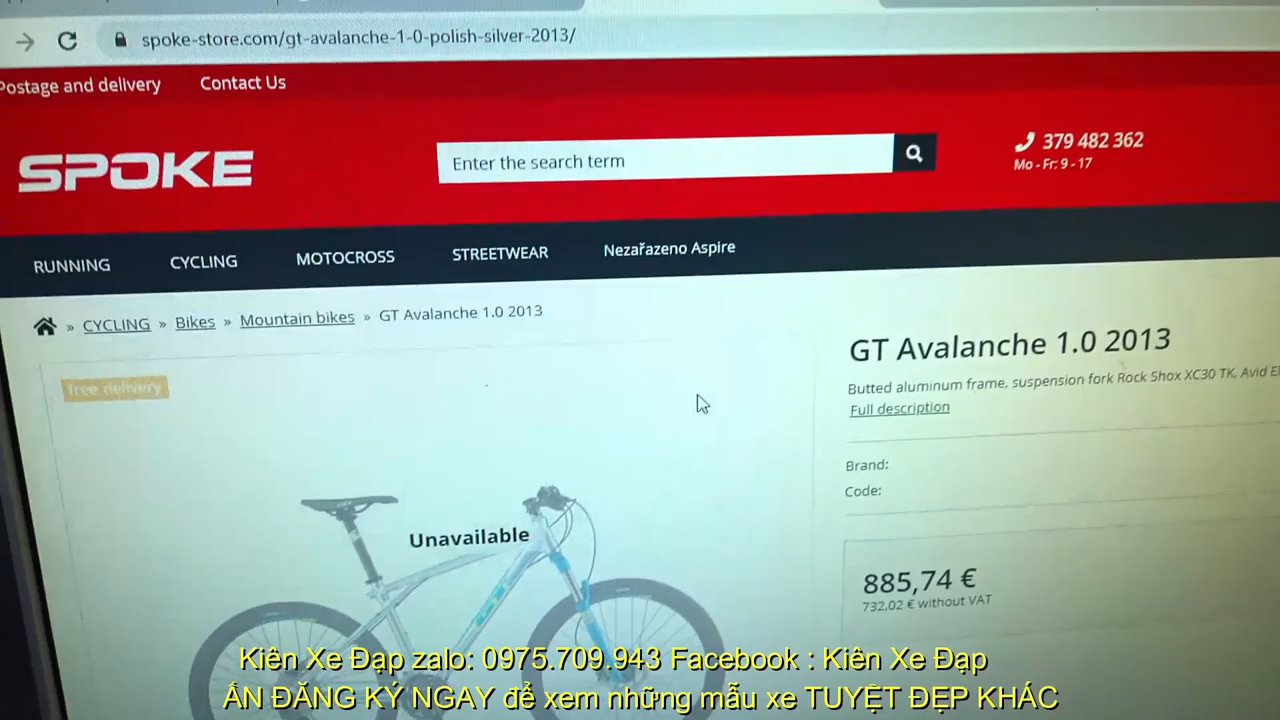 spoke-store.com/gt-avalanche-1-0-polish-silver-2013/
Postage and delivery Contact Us
SPOKE
Enter the search term
379 482 362
Mo - Fr: 9 - 17
RUNNING CYCLING MOTOCROSS STREETWEAR Nezařazeno Aspire
» CYCLING » Bikes » Mountain bikes » GT Avalanche 1.0 2013
free delivery
GT Avalanche 1.0 2013
Butted aluminum frame, suspension fork Rock Shox XC30 TK, Avid
Full description
Brand:
Code:
Unavailable
GT
885,74 €
732,02 € without VAT
Kiên Xe Đạp zalo: 0975.709.943 Facebook : Kiên Xe Đạp
ẤN ĐĂNG KÝ NGAY để xem những mẫu xe TUYỆT ĐẸP KHÁC